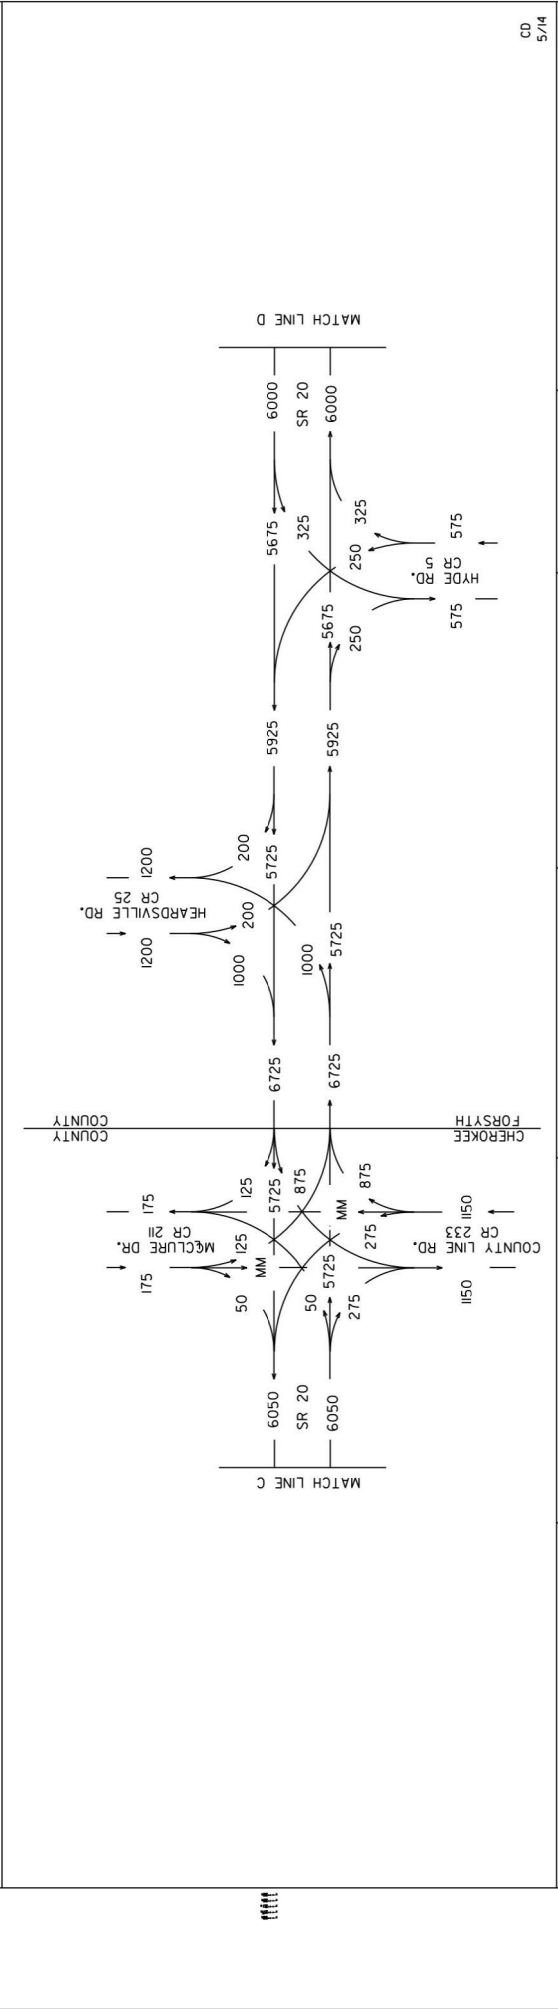 CD
5/14
MATCH LINE D
6000
SR 20
6000
5675
325
325
250
575
HYDE RD.
CR 5
575
5675
250
5925
5925
1200
HEARDSVILLE RD.
CR 25
1200
200
5725
200
1000
1000
5725
6725
6725
COUNTY
COUNTY
FORSYTH
CHEROKEE
175
MCCLURE DR.
CR 211
175
125
5725
875
875
125
MM
MM
50
50
5725
275
275
1150
COUNTY LINE RD.
CR 233
1150
6050
SR 20
6050
MATCH LINE C